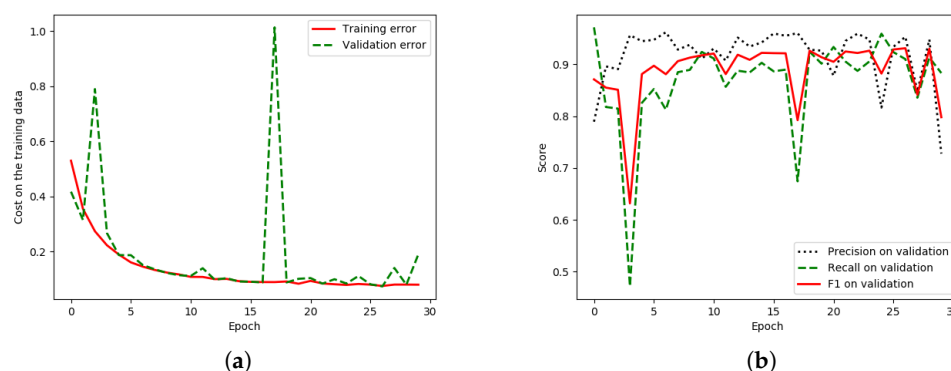 1.0
0.8
0.6
0.4
0.2
Cost on the training data
Training error
Validation error
0 5 10 15 20 25 30
Epoch
(a)
0.9
0.8
0.7
0.6
0.5
Score
Precision on validation
Recall on validation
F1 on validation
0 5 10 15 20 25 3
Epoch
(b)